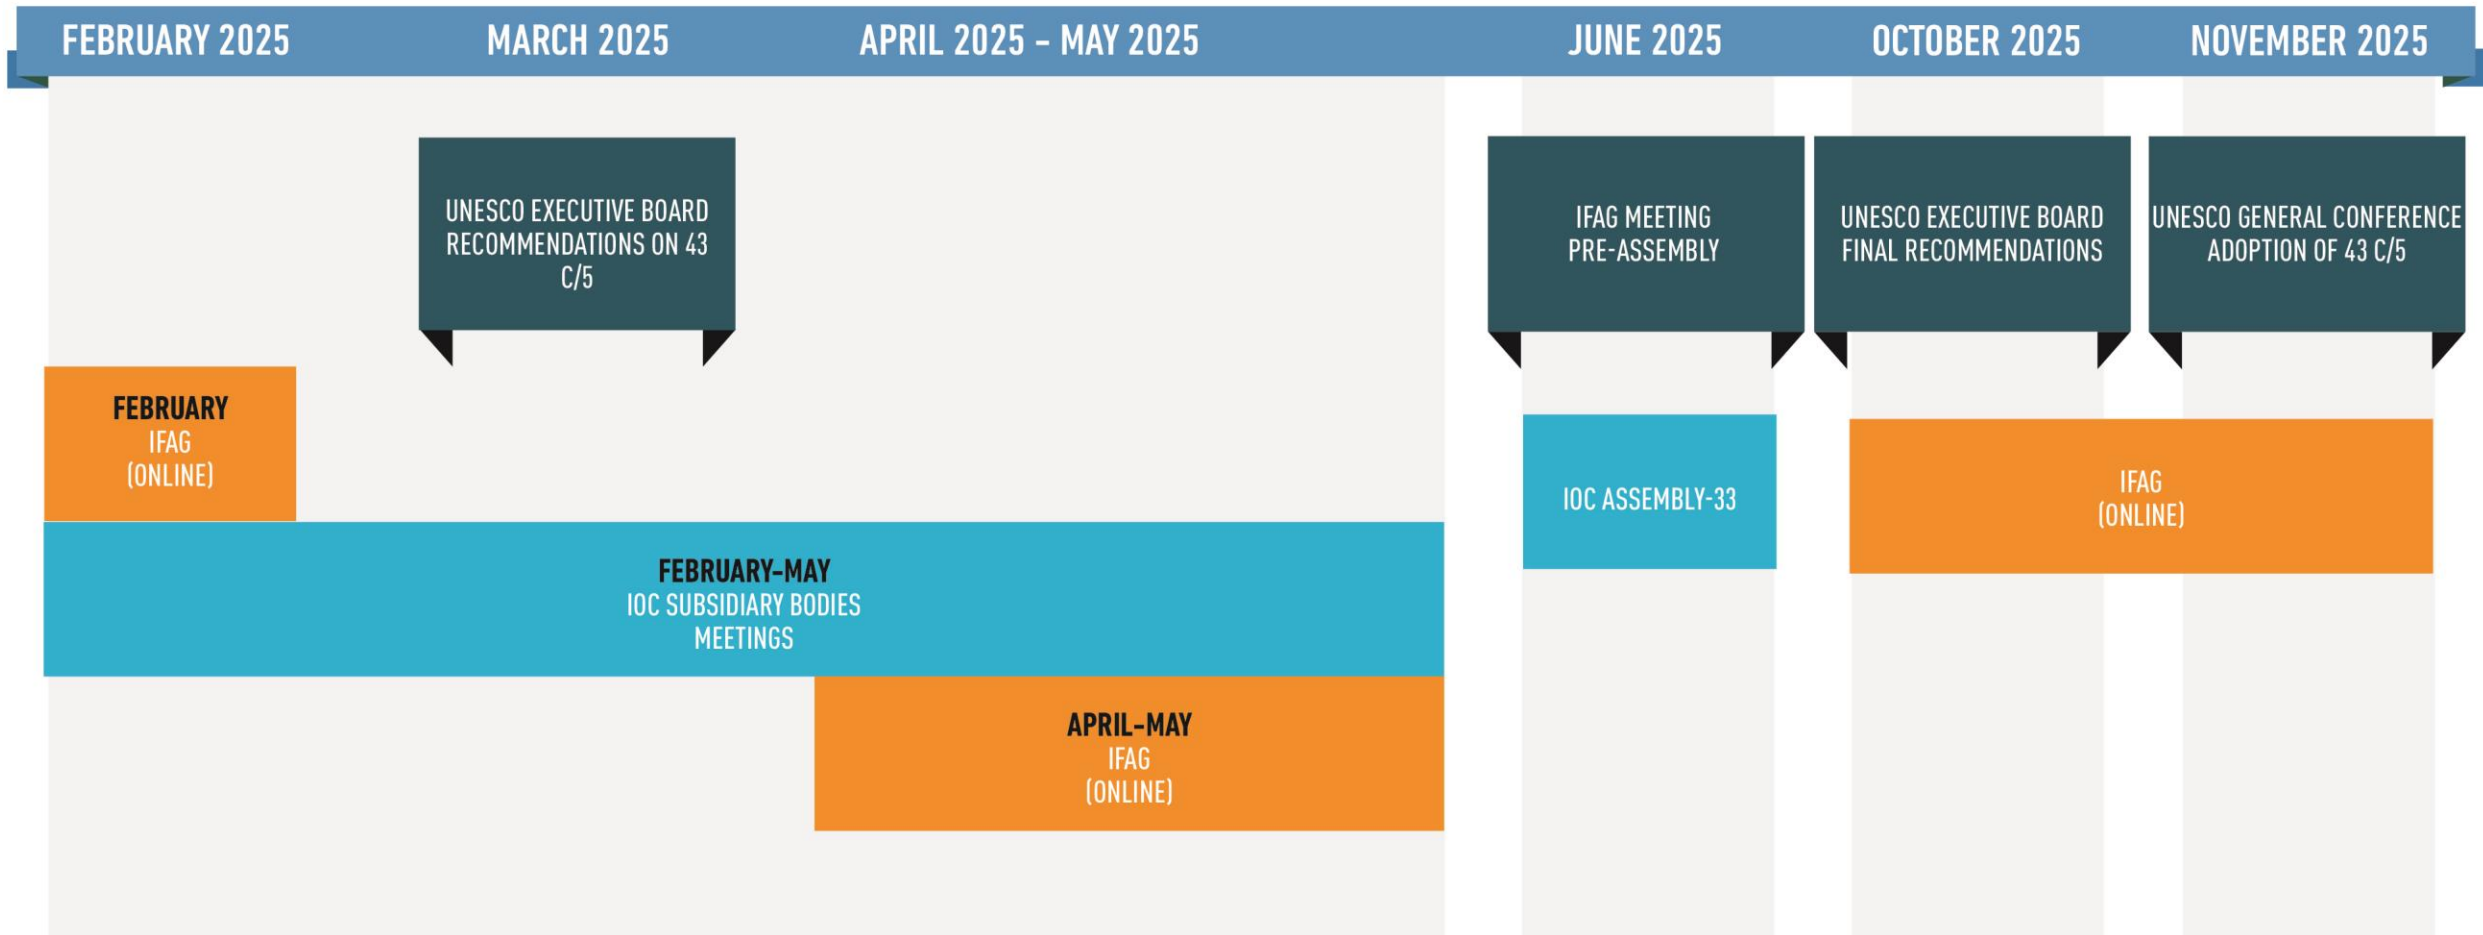 FEBRUARY 2025
MARCH 2025
APRIL 2025 - MAY 2025
JUNE 2025
OCTOBER 2025
NOVEMBER 2025
UNESCO EXECUTIVE BOARD
RECOMMENDATIONS ON 43
C/5
IFAG MEETING
PRE-ASSEMBLY
UNESCO EXECUTIVE BOARD
FINAL RECOMMENDATIONS
UNESCO GENERAL CONFERENCE
ADOPTION OF 43 C/5
FEBRUARY
IFAG
(ONLINE)
IOC ASSEMBLY-33
IFAG
(ONLINE)
FEBRUARY-MAY
IOC SUBSIDIARY BODIES
MEETINGS
APRIL-MAY
IFAG
(ONLINE)